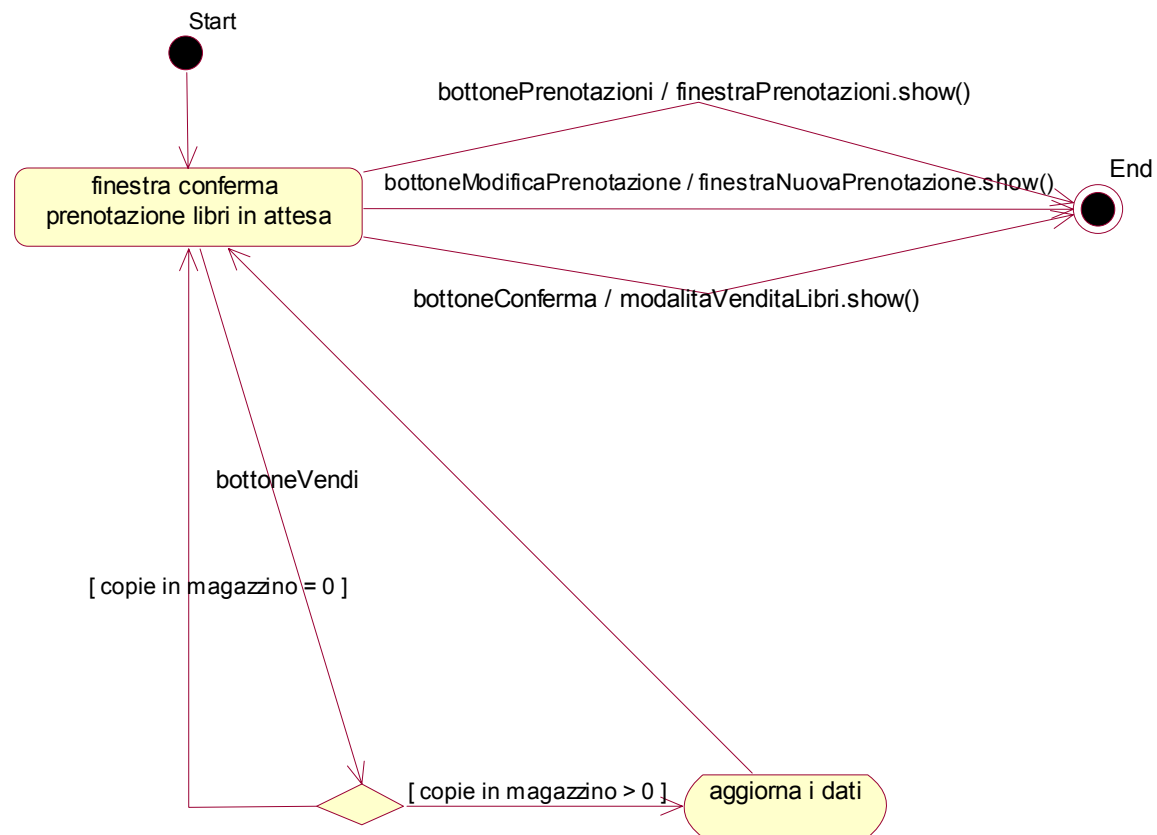 Start
bottonePrenotazioni / finestraPrenotazioni.show()
End
finestra conferma
prenotazione libri in attesa
bottoneModificaPrenotazione / finestraNuovaPrenotazione.show()
bottoneConferma / modalitaVenditaLibri.show()
bottoneVendi
[ copie in magazzino = 0 ]
[ copie in magazzino > 0 ]
aggiorna i dati